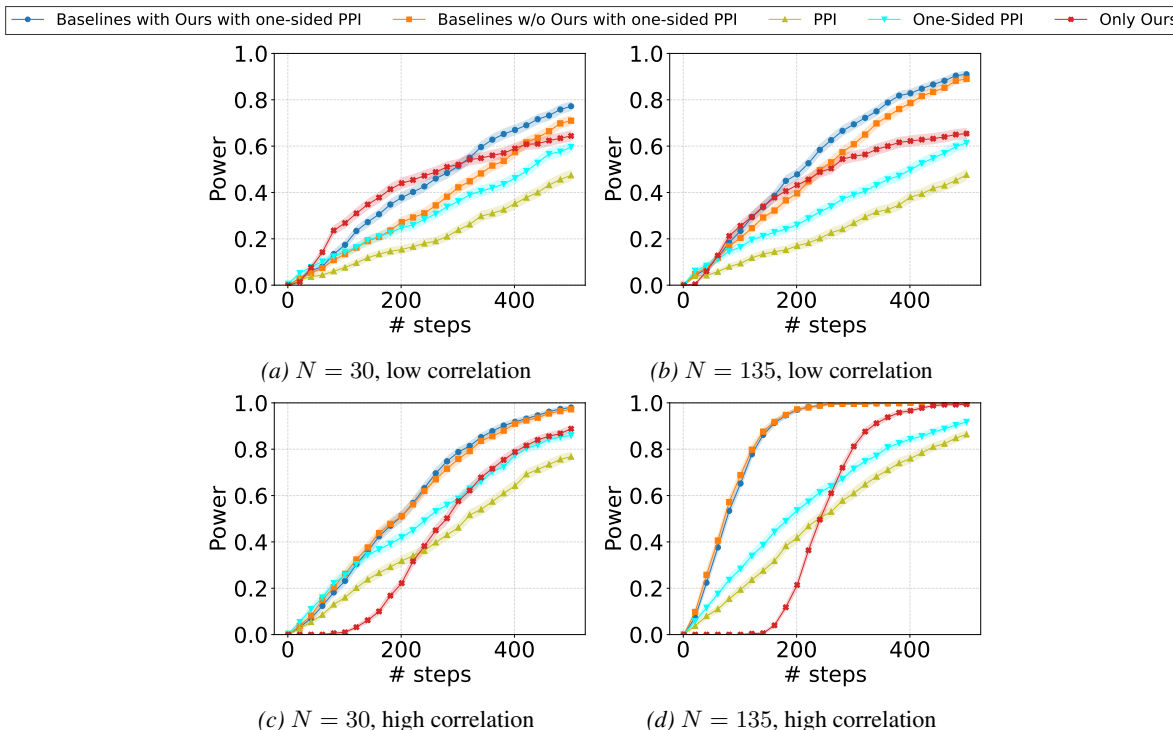 Baselines with Ours with one-sided PPI Baselines w/o Ours with one-sided PPI PPI One-Sided PPI Only Ours
1.0
0.8
0.6
0.4
0.2
0.0
Power
0 200 400
# steps
(a) N = 30, low correlation
1.0
0.8
0.6
0.4
0.2
0.0
Power
0 200 400
# steps
(b) N = 135, low correlation
1.0
0.8
0.6
0.4
0.2
0.0
Power
0 200 400
# steps
(c) N = 30, high correlation
1.0
0.8
0.6
0.4
0.2
0.0
Power
0 200 400
# steps
(d) N = 135, high correlation